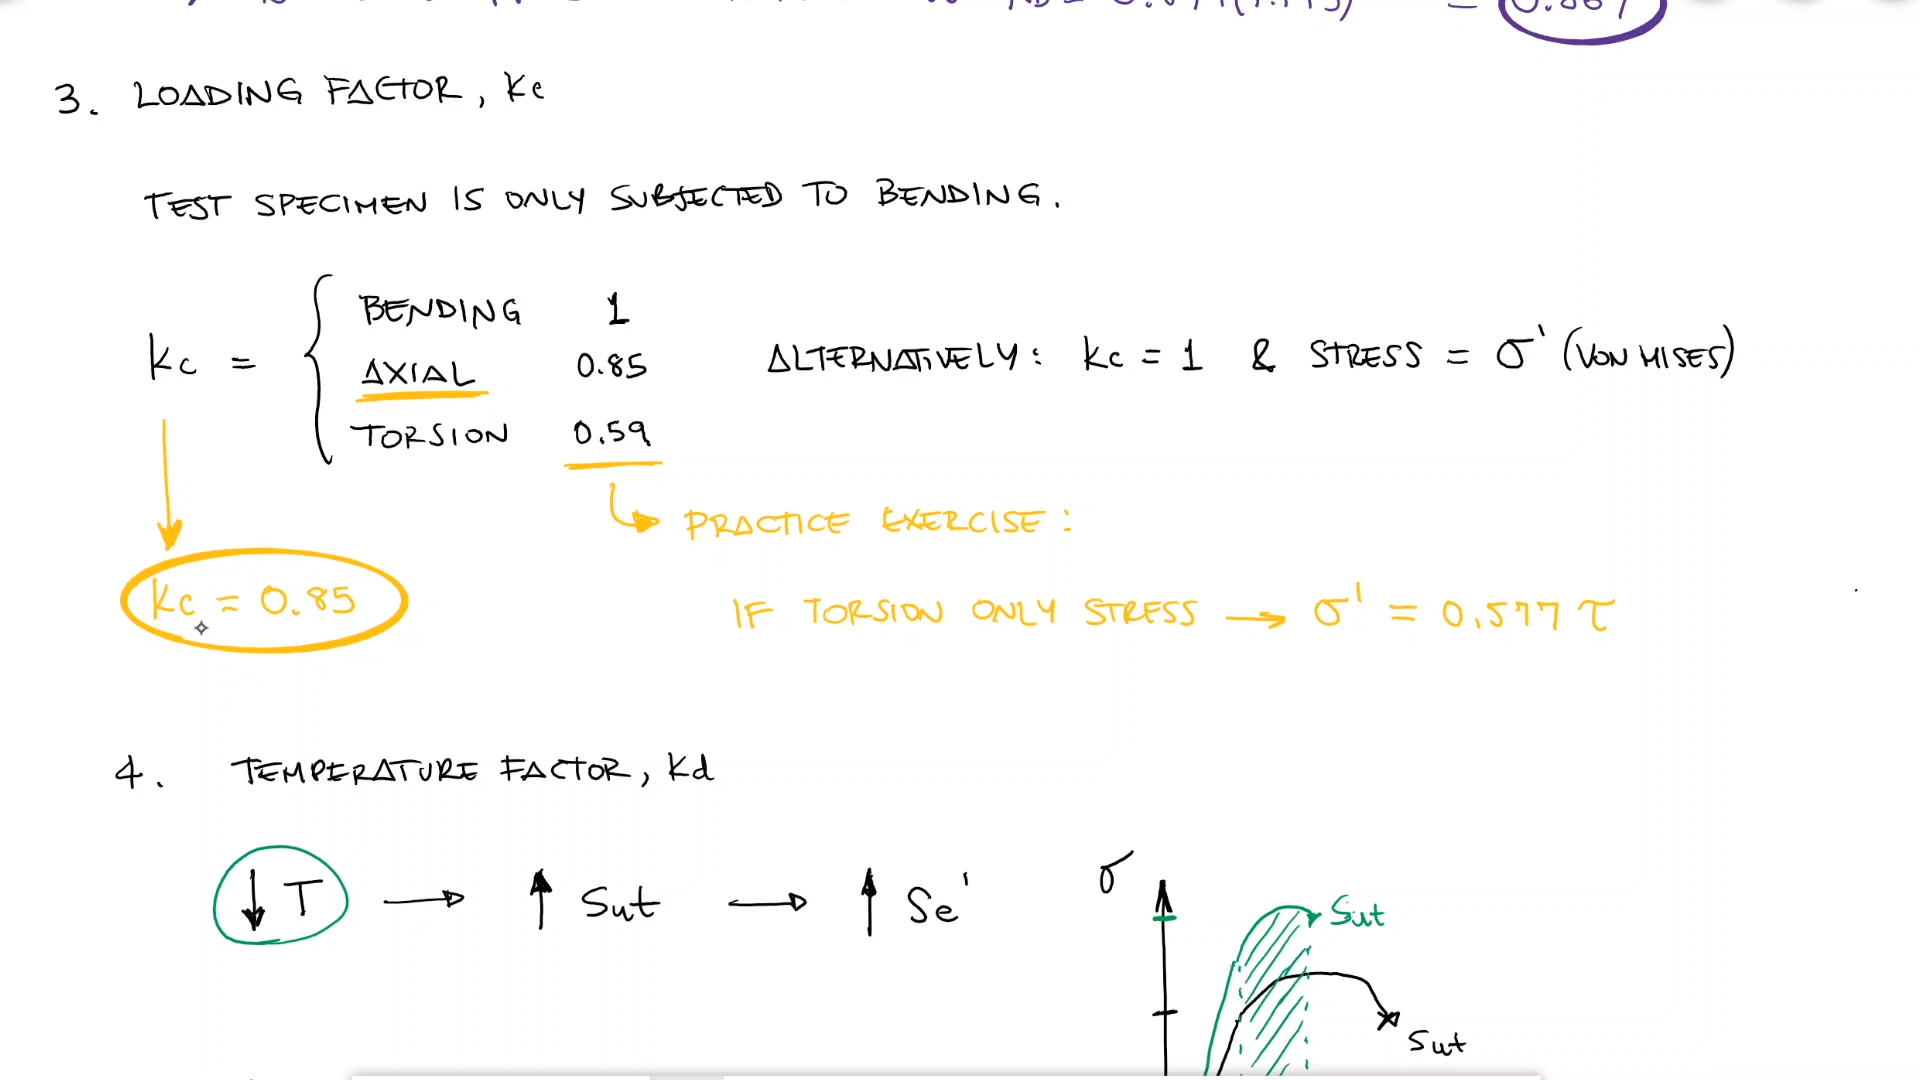 = 0.867
3. LOADING FACTOR, Kc
TEST SPECIMEN IS ONLY SUBJECTED TO BENDING.
BENDING 1
kc = AXIAL 0.85 ALTERNATIVELY: kc = 1 & STRESS = σ' (VON MISES)
TORSION 0.59
PRACTICE EXERCISE:
kc = 0.85
IF TORSION ONLY STRESS → σ' = 0.577 τ
4. TEMPERATURE FACTOR, Kd
↓ T → ↑ Sut → ↑ Se'
σ
Sut
Sut